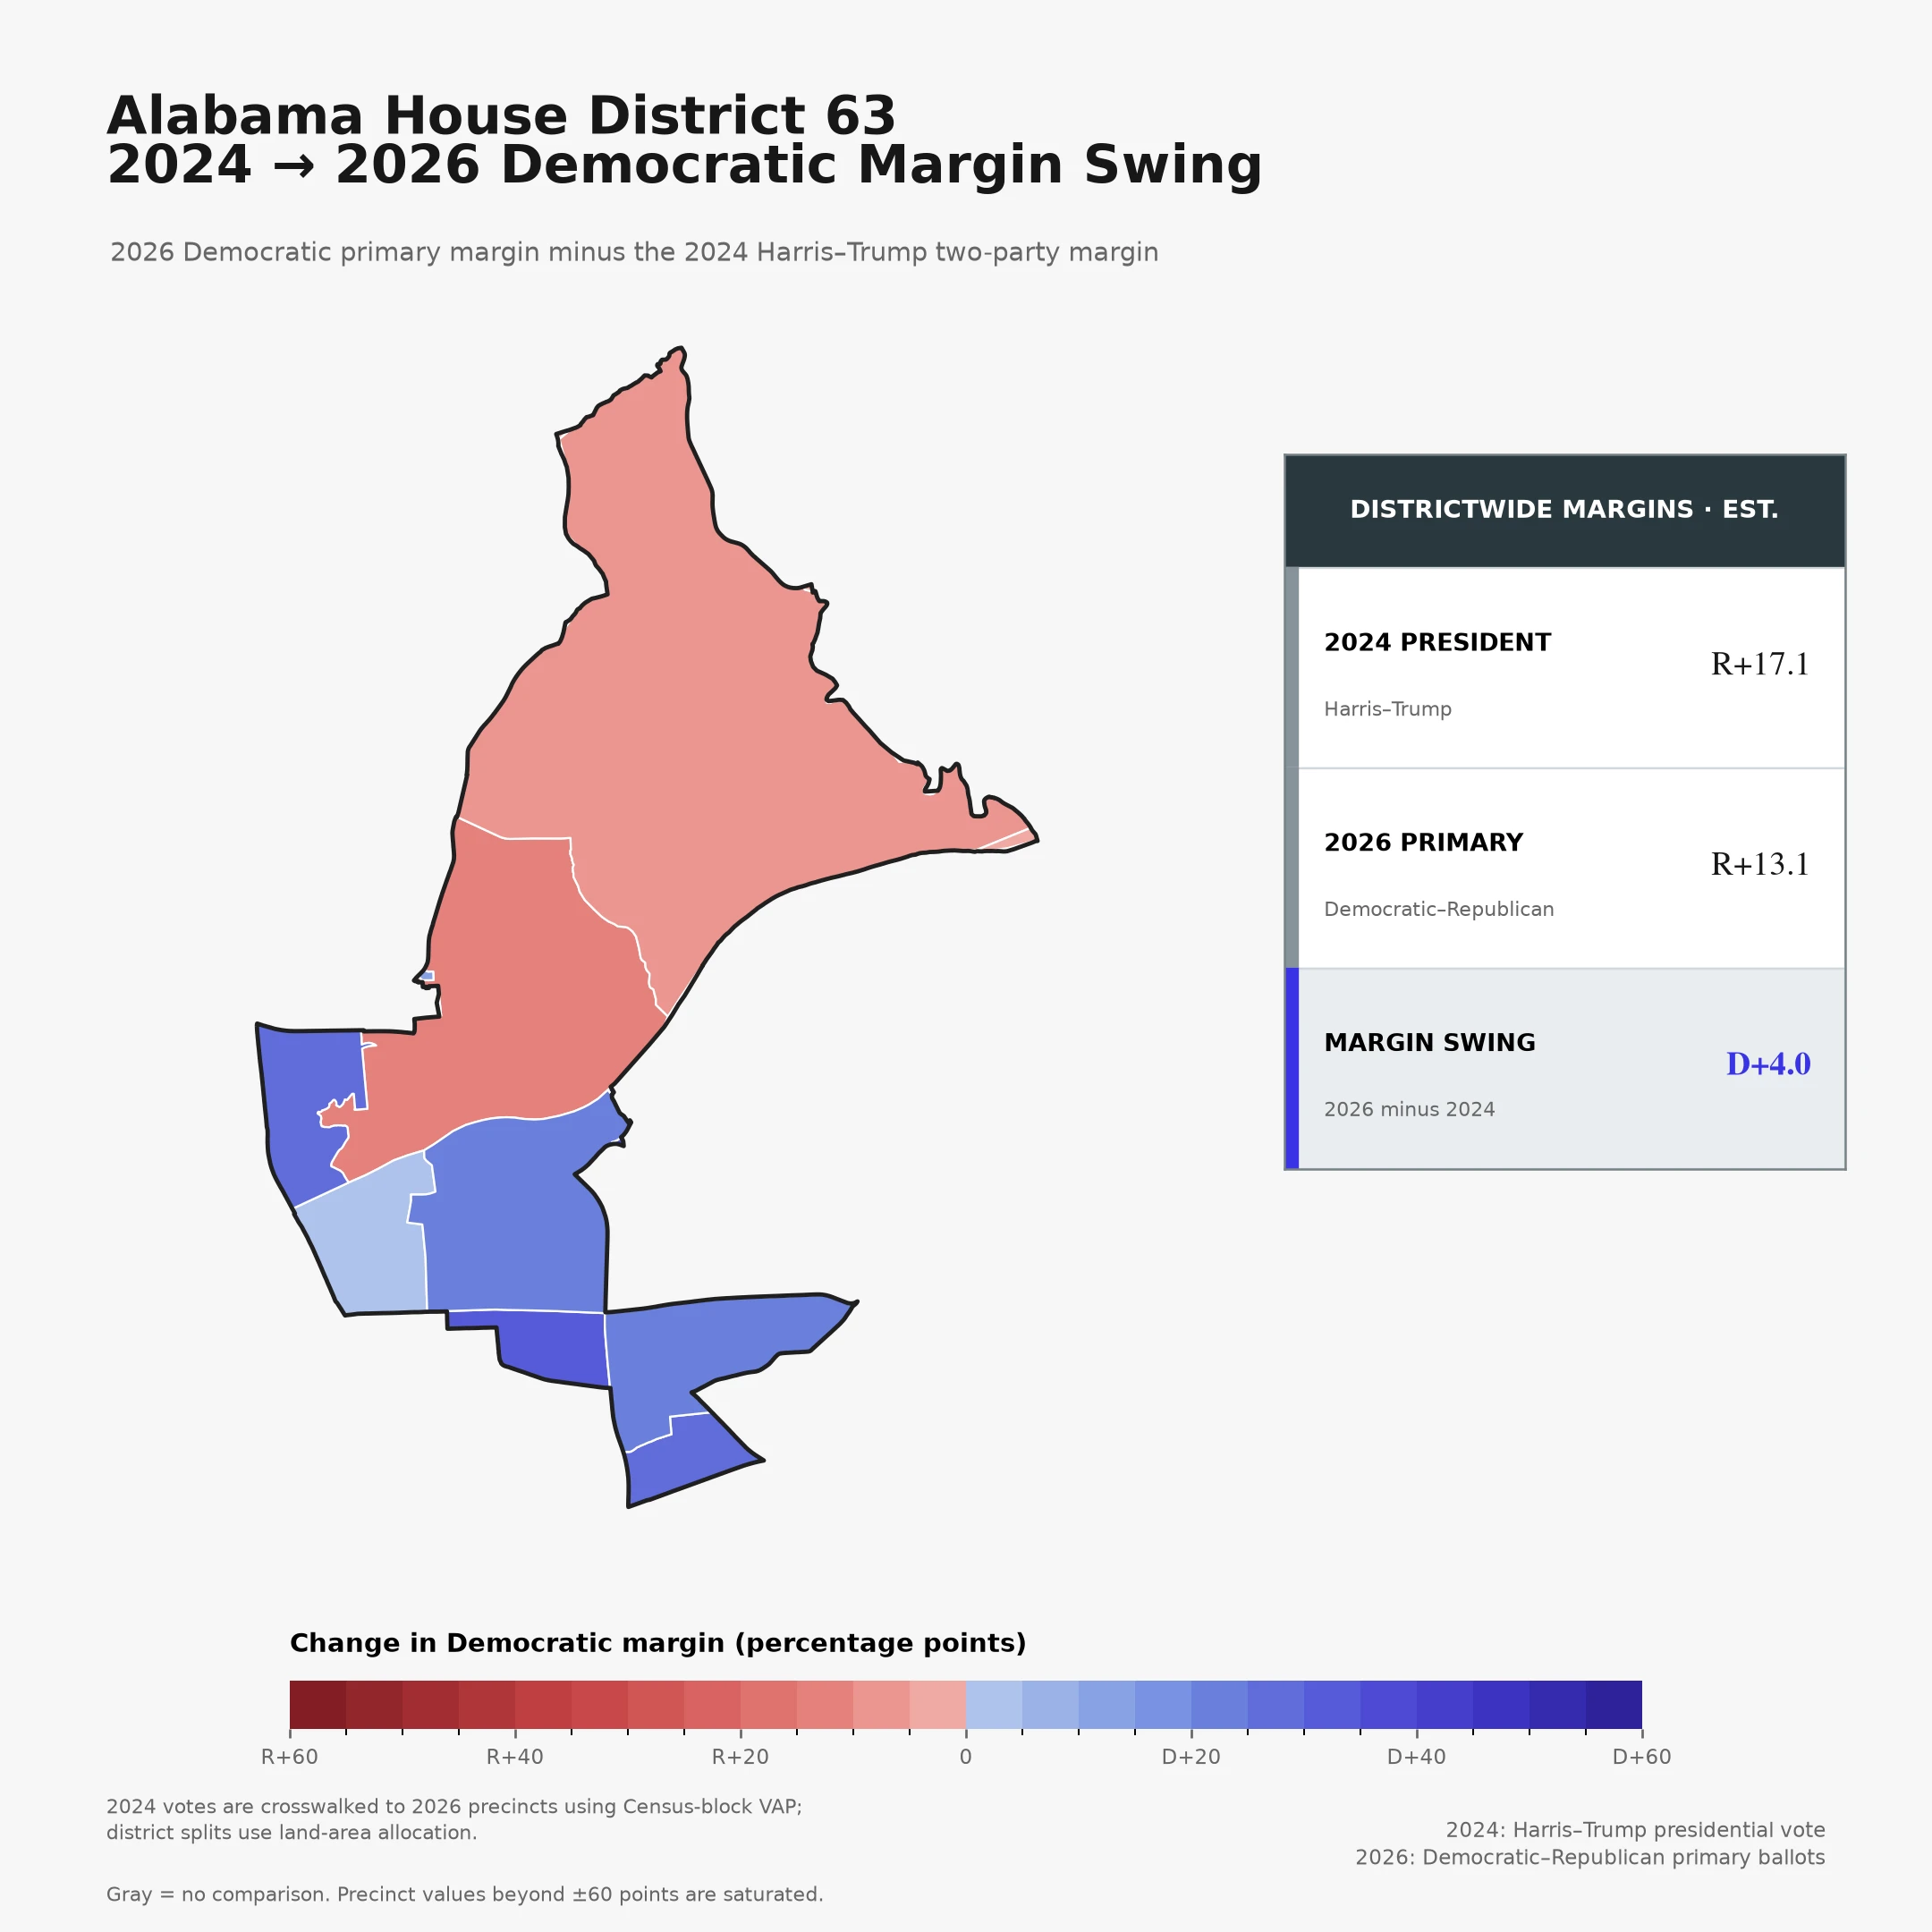 Alabama House District 63
2024 → 2026 Democratic Margin Swing
2026 Democratic primary margin minus the 2024 Harris–Trump two-party margin
DISTRICTWIDE MARGINS · EST.
2024 PRESIDENT
R+17.1
Harris–Trump
2026 PRIMARY
R+13.1
Democratic–Republican
MARGIN SWING
D+4.0
2026 minus 2024
Change in Democratic margin (percentage points)
R+60 R+40 R+20 0 D+20 D+40 D+60
2024 votes are crosswalked to 2026 precincts using Census-block VAP;
district splits use land-area allocation.
2024: Harris–Trump presidential vote
2026: Democratic–Republican primary ballots
Gray = no comparison. Precinct values beyond ±60 points are saturated.